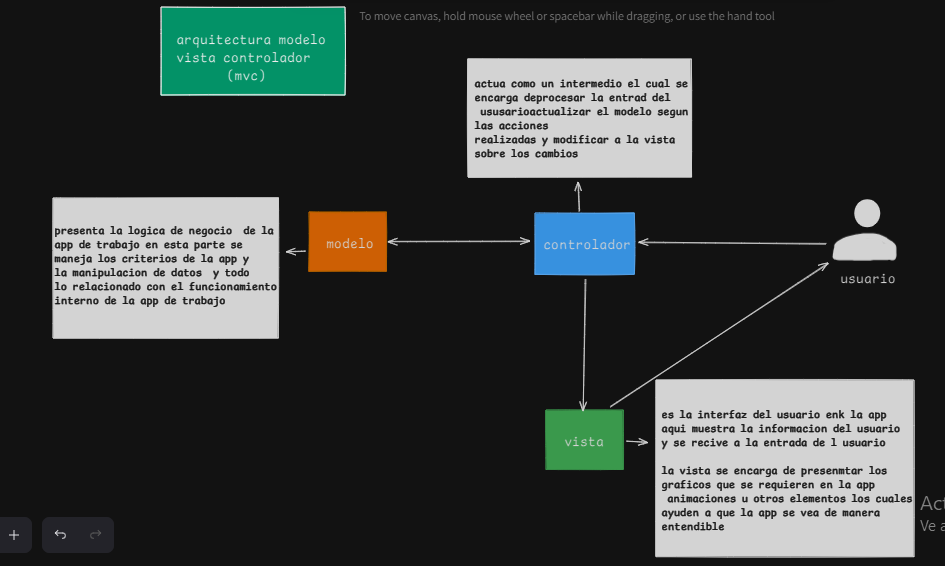 To move canvas, hold mouse wheel or spacebar while dragging, or use the hand tool
arquitectura modelo
vista controlador
(mvc)
actua como un intermedio el cual se
encarga deprocesar la entrad del
ususarioactualizar el modelo segun
las acciones
realizadas y modificar a la vista
sobre los cambios
presenta la logica de negocio de la
app de trabajo en esta parte se
maneja los criterios de la app y
la manipulacion de datos y todo
lo relacionado con el funcionamiento
interno de la app de trabajo
modelo
controlador
usuario
vista
es la interfaz del usuario enk la app
aqui muestra la informacion del usuario
y se recive a la entrada de l usuario
la vista se encarga de presenmtar los
graficos que se requieren en la app
animaciones u otros elementos los cuales
ayuden a que la app se vea de manera
entendible
Act
Ve a